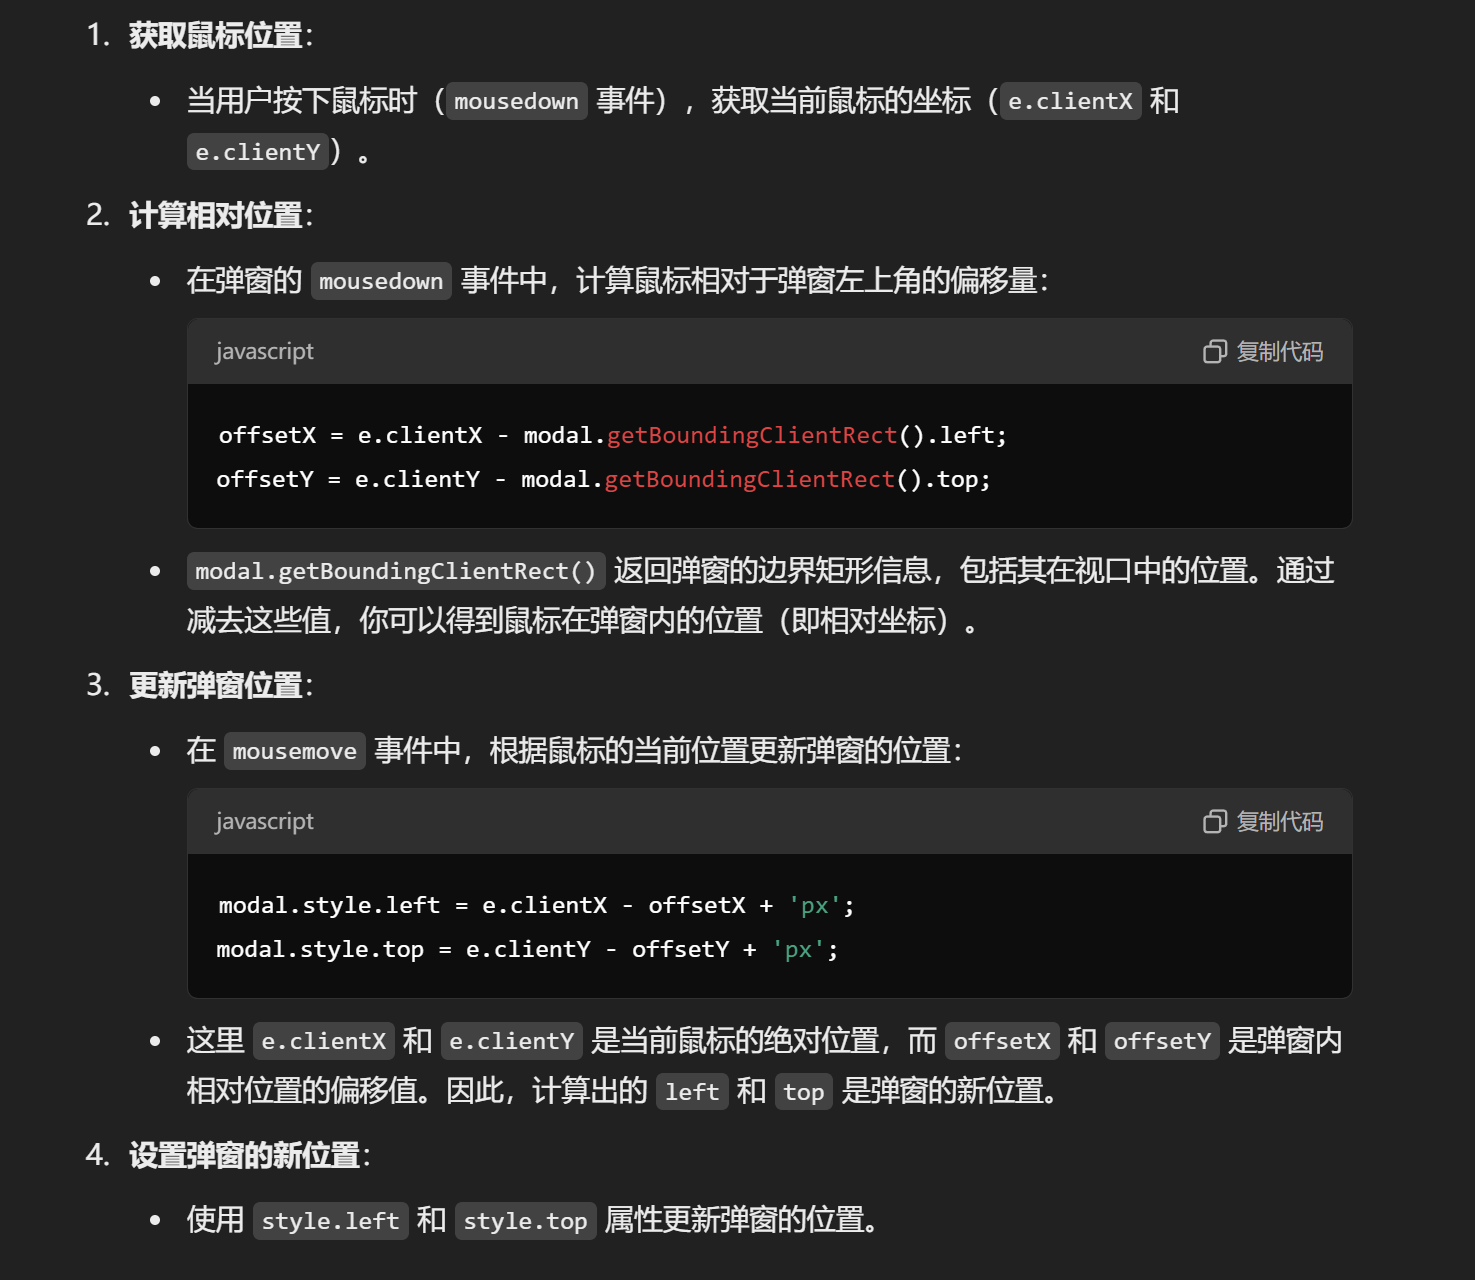 1. 获取鼠标位置：
• 当用户按下鼠标时（mousedown 事件），获取当前鼠标的坐标（e.clientX 和
e.clientY）。
2. 计算相对位置：
• 在弹窗的 mousedown 事件中，计算鼠标相对于弹窗左上角的偏移量：
javascript 复制代码
offsetX = e.clientX - modal.getBoundingClientRect().left;
offsetY = e.clientY - modal.getBoundingClientRect().top;
• modal.getBoundingClientRect() 返回弹窗的边界矩形信息，包括其在视口中的位置。通过
减去这些值，你可以得到鼠标在弹窗内的位置（即相对坐标）。
3. 更新弹窗位置：
• 在 mousemove 事件中，根据鼠标的当前位置更新弹窗的位置：
javascript 复制代码
modal.style.left = e.clientX - offsetX + 'px';
modal.style.top = e.clientY - offsetY + 'px';
• 这里 e.clientX 和 e.clientY 是当前鼠标的绝对位置，而 offsetX 和 offsetY 是弹窗内
相对位置的偏移值。因此，计算出的 left 和 top 是弹窗的新位置。
4. 设置弹窗的新位置：
• 使用 style.left 和 style.top 属性更新弹窗的位置。